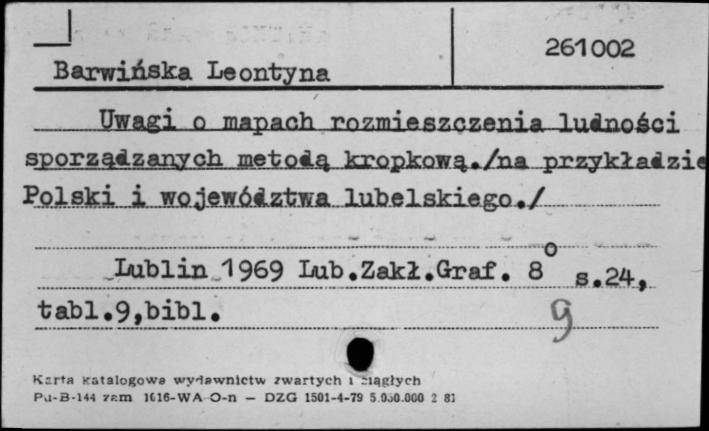 261002
Barwińska Leontyna
Uwagi o mapach rozmieszczenia ludności
sporządzanych metodą kropkową./na przykładzie
Polski i województwa lubelskiego./
Lublin 1969 Lub.Zakł.Graf. 8° s.24,
tabl.9,bibl.
9
Karta katalogowa wydawnictw zwartych i ciągłych
Pu-B-144 zam 1616-WA O-n — DZG 1501-4-79 5.000.000 2 81